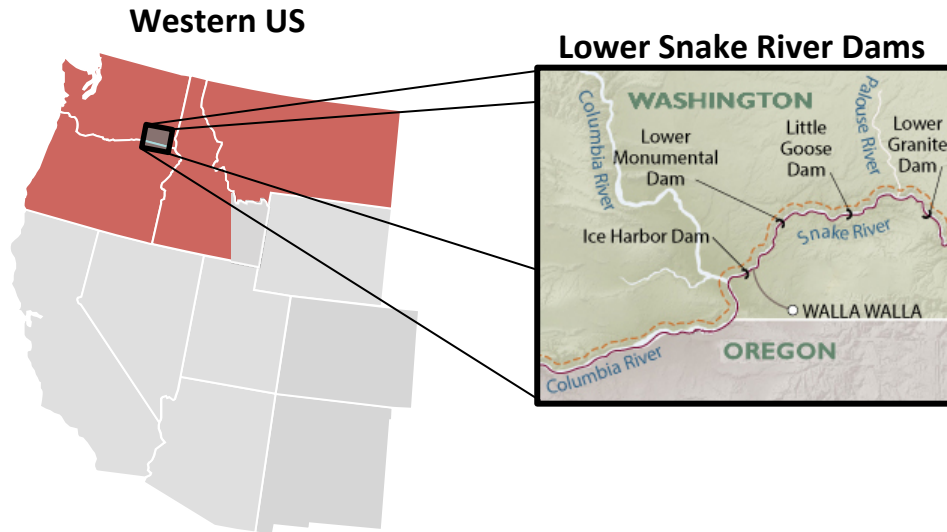 Western US
Lower Snake River Dams
Columbia River
WASHINGTON
Palouse River
Lower
Monumental
Dam
Little
Goose
Dam
Lower
Granite
Dam
Ice Harbor Dam
Snake River
WALLA WALLA
OREGON
Columbia River